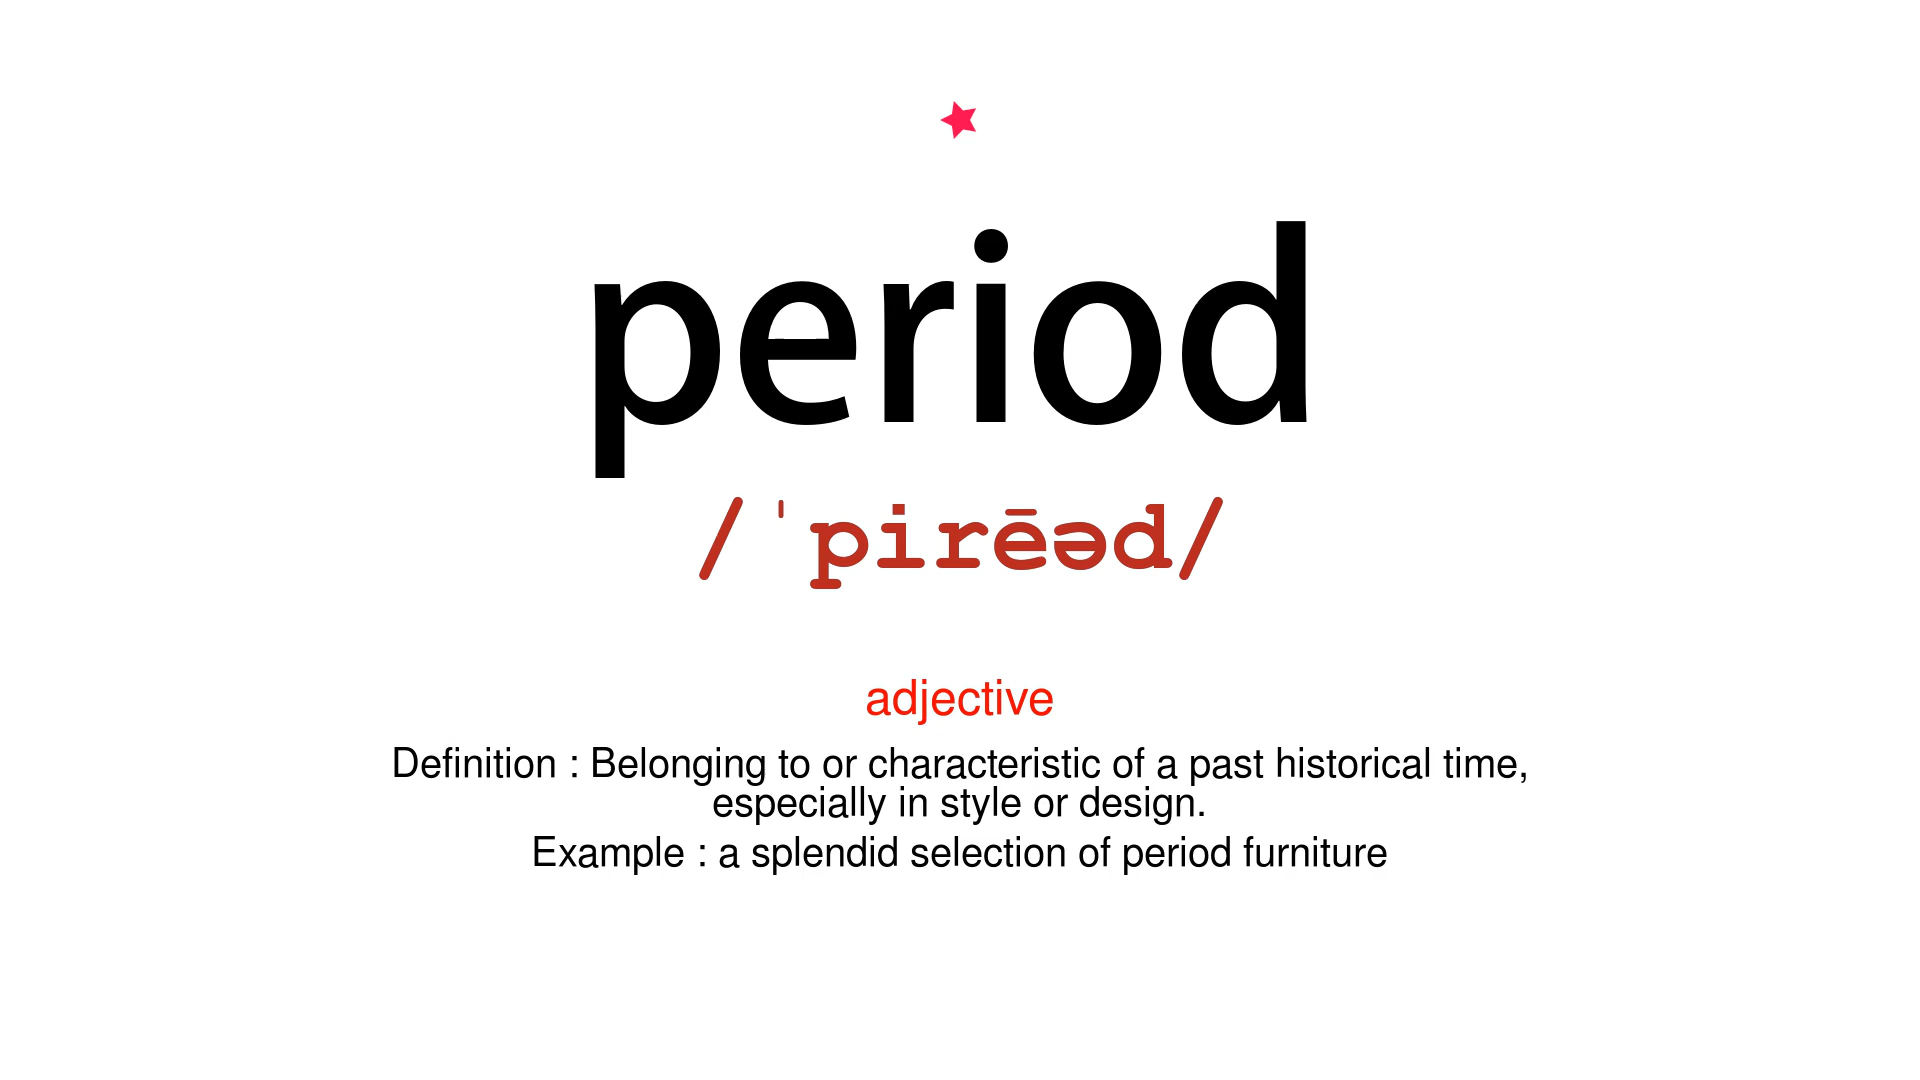 period
/ˈpirēəd/
adjective
Definition : Belonging to or characteristic of a past historical time,
especially in style or design.
Example : a splendid selection of period furniture